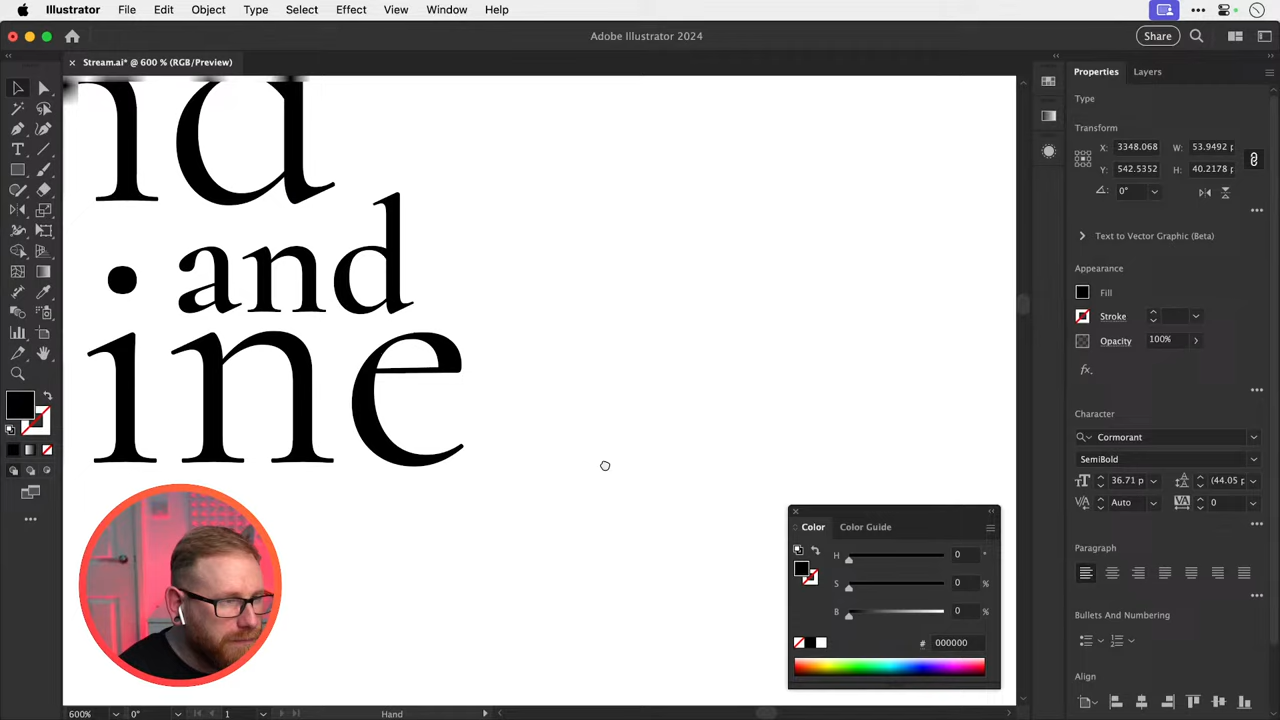 Illustrator File Edit Object Type Select Effect View Window Help
Adobe Illustrator 2024
Share
× Stream.ai* @ 600 % (RGB/Preview)
and
ine
Properties Layers
Type
Transform
X: 3348.068 W: 53.9492 p
Y: 542.5352 H: 40.2178 p
0°
Text to Vector Graphic (Beta)
Appearance
Fill
Stroke
Opacity 100%
fx.
Character
Cormorant
SemiBold
36.71 p (44.05 p
Auto 0
Paragraph
Bullets And Numbering
Align
Color Color Guide
H 0 °
S 0 %
B 0 %
# 000000
600% 0° 1 Hand